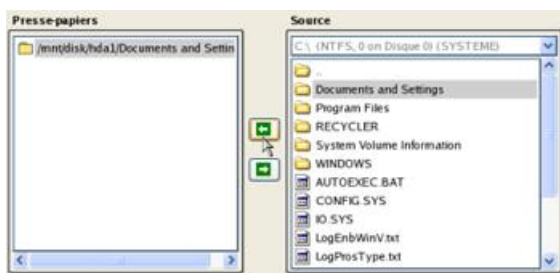 Presse-papiers
/mnt/disk/hda1/Documents and Settin
Source
C:\ (NTFS, 0 on Disque 0) (SYSTEME)
..
Documents and Settings
Program Files
RECYCLER
System Volume Information
WINDOWS
AUTOEXEC.BAT
CONFIG.SYS
IO.SYS
LogEnbWinV.txt
LogProsType.txt